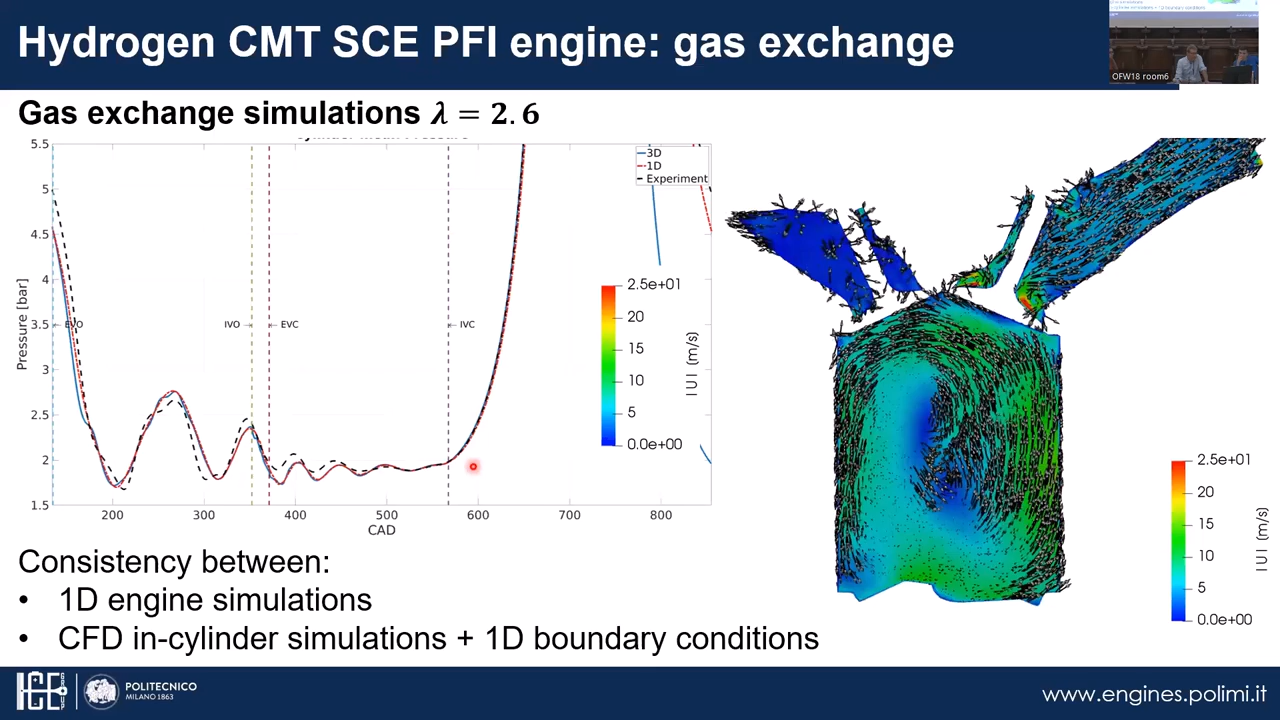 Hydrogen CMT SCE PFI engine: gas exchange
OFW18 room6
Gas exchange simulations λ = 2.6
5.5
5
4.5
4
3.5
3
2.5
2
1.5
Pressure [bar]
3D
1D
Experiment
EVO
IVO
EVC
IVC
200
300
400
500
600
700
800
CAD
2.5e+01
20
15
10
5
0.0e+00
| U | (m/s)
2.5e+01
20
15
10
5
0.0e+00
| U | (m/s)
Consistency between:
• 1D engine simulations
• CFD in-cylinder simulations + 1D boundary conditions
ICE
GROUP
POLITECNICO
MILANO 1863
www.engines.polimi.it